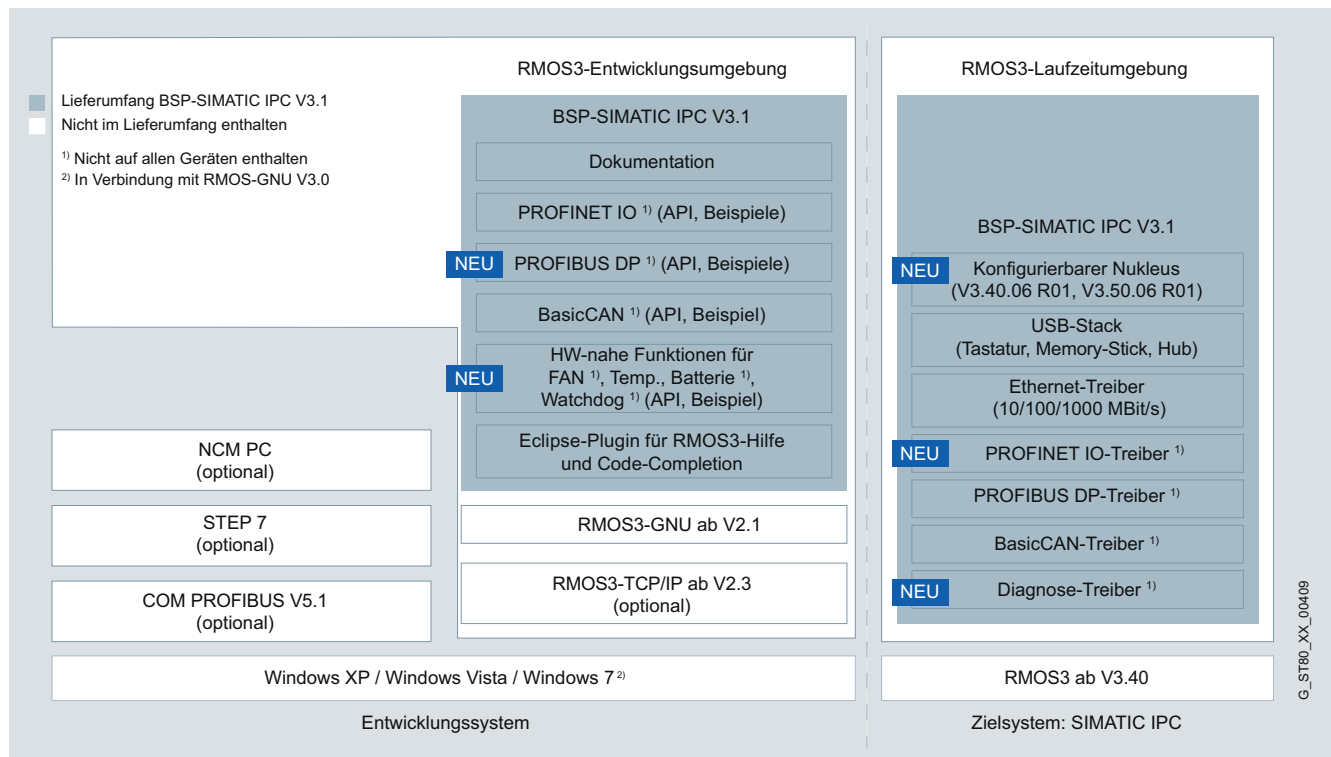 Lieferumfang BSP-SIMATIC IPC V3.1
Nicht im Lieferumfang enthalten
1) Nicht auf allen Geräten enthalten
2) In Verbindung mit RMOS-GNU V3.0
RMOS3-Entwicklungsumgebung
BSP-SIMATIC IPC V3.1
Dokumentation
PROFINET IO 1) (API, Beispiele)
NEU PROFIBUS DP 1) (API, Beispiele)
BasicCAN 1) (API, Beispiel)
HW-nahe Funktionen für
NEU FAN 1), Temp., Batterie 1),
Watchdog 1) (API, Beispiel)
Eclipse-Plugin für RMOS3-Hilfe
und Code-Completion
RMOS3-GNU ab V2.1
RMOS3-TCP/IP ab V2.3
(optional)
NCM PC
(optional)
STEP 7
(optional)
COM PROFIBUS V5.1
(optional)
Windows XP / Windows Vista / Windows 7 2)
Entwicklungssystem
RMOS3-Laufzeitumgebung
BSP-SIMATIC IPC V3.1
NEU Konfigurierbarer Nukleus
(V3.40.06 R01, V3.50.06 R01)
USB-Stack
(Tastatur, Memory-Stick, Hub)
Ethernet-Treiber
(10/100/1000 MBit/s)
NEU PROFINET IO-Treiber 1)
PROFIBUS DP-Treiber 1)
BasicCAN-Treiber 1)
NEU Diagnose-Treiber 1)
RMOS3 ab V3.40
Zielsystem: SIMATIC IPC
G_ST80_XX_00409